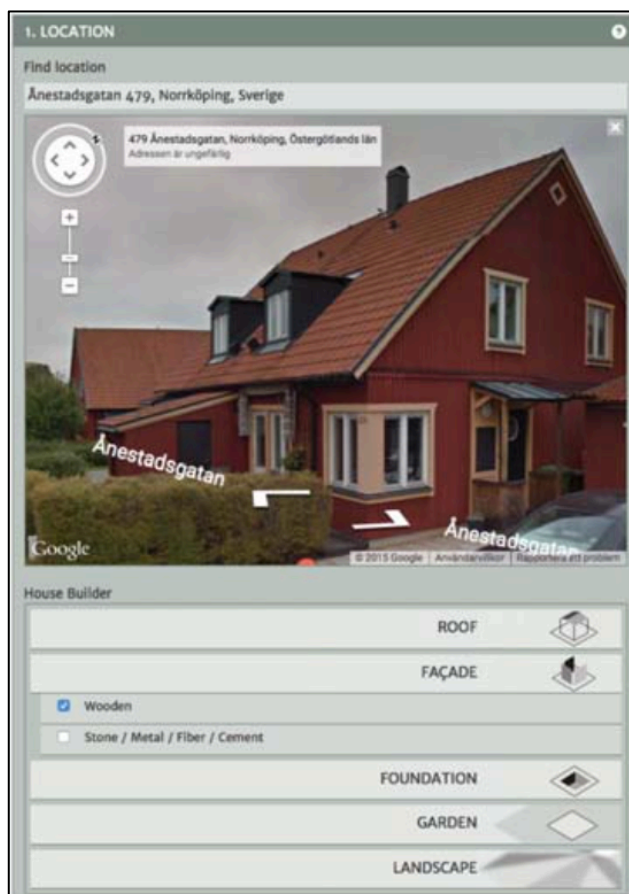 1. LOCATION
?
Find location
Ånestadsgatan 479, Norrköping, Sverige
479 Ånestadsgatan, Norrköping, Östergötlands län
Adressen är ungefärlig
Ånestadsgatan
Ånestadsgatan
Google
© 2015 Google
Användarvillkor
Rapportera ett problem
House Builder
ROOF
FAÇADE
Wooden
Stone / Metal / Fiber / Cement
FOUNDATION
GARDEN
LANDSCAPE